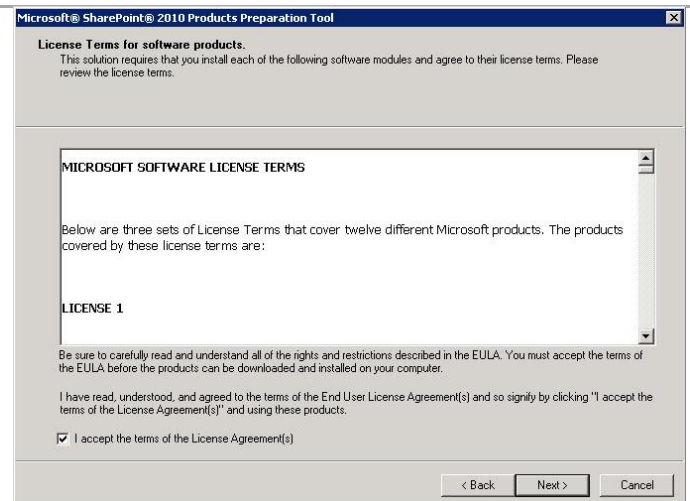 Microsoft® SharePoint® 2010 Products Preparation Tool
License Terms for software products.
This solution requires that you install each of the following software modules and agree to their license terms. Please
review the license terms.
MICROSOFT SOFTWARE LICENSE TERMS
Below are three sets of License Terms that cover twelve different Microsoft products. The products
covered by these license terms are:
LICENSE 1
Be sure to carefully read and understand all of the rights and restrictions described in the EULA. You must accept the terms of
the EULA before the products can be downloaded and installed on your computer.
I have read, understood, and agreed to the terms of the End User License Agreement(s) and so signify by clicking "I accept the
terms of the License Agreement(s)" and using these products.
I accept the terms of the License Agreement(s)
< Back Next > Cancel